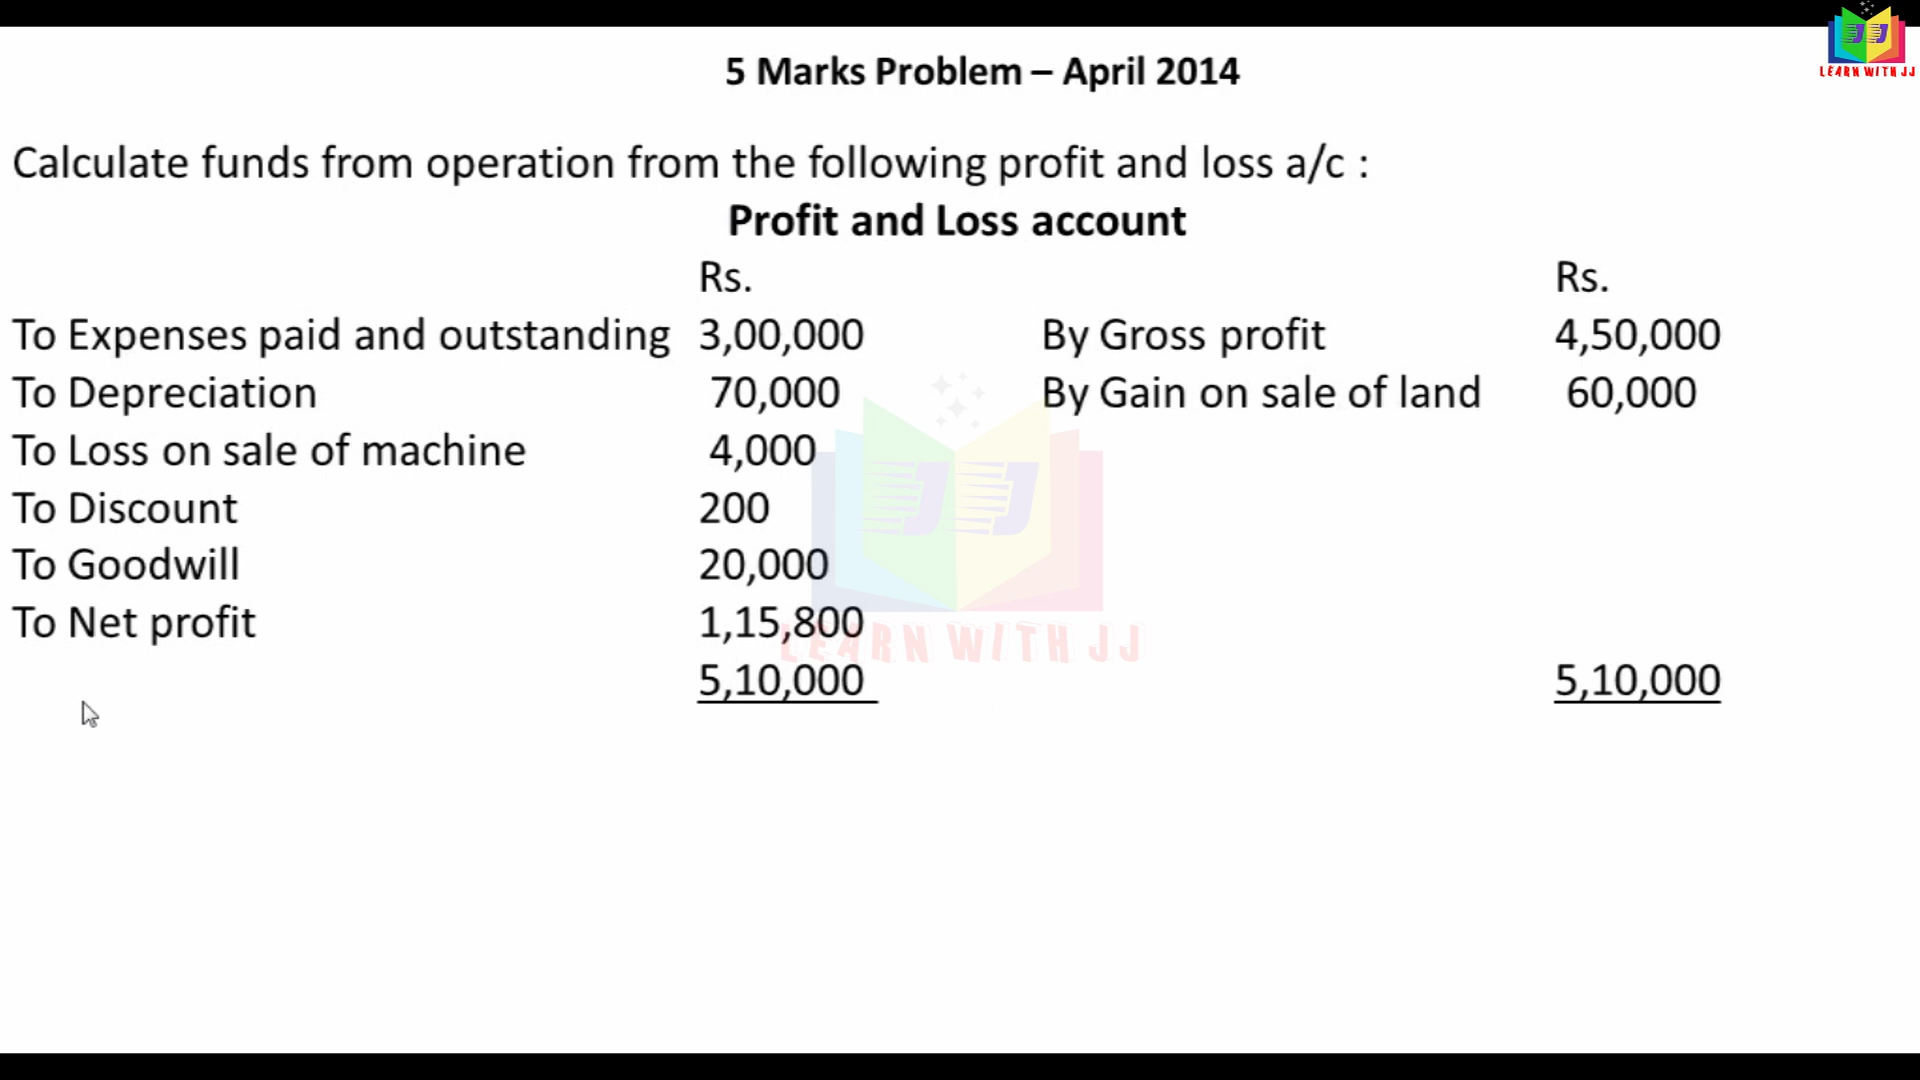 LEARN WITH JJ
5 Marks Problem – April 2014
Calculate funds from operation from the following profit and loss a/c :
Profit and Loss account
Rs. Rs.
To Expenses paid and outstanding 3,00,000 By Gross profit 4,50,000
To Depreciation 70,000 By Gain on sale of land 60,000
To Loss on sale of machine 4,000
To Discount 200
To Goodwill 20,000
To Net profit 1,15,800
LEARN WITH JJ
5,10,000 5,10,000